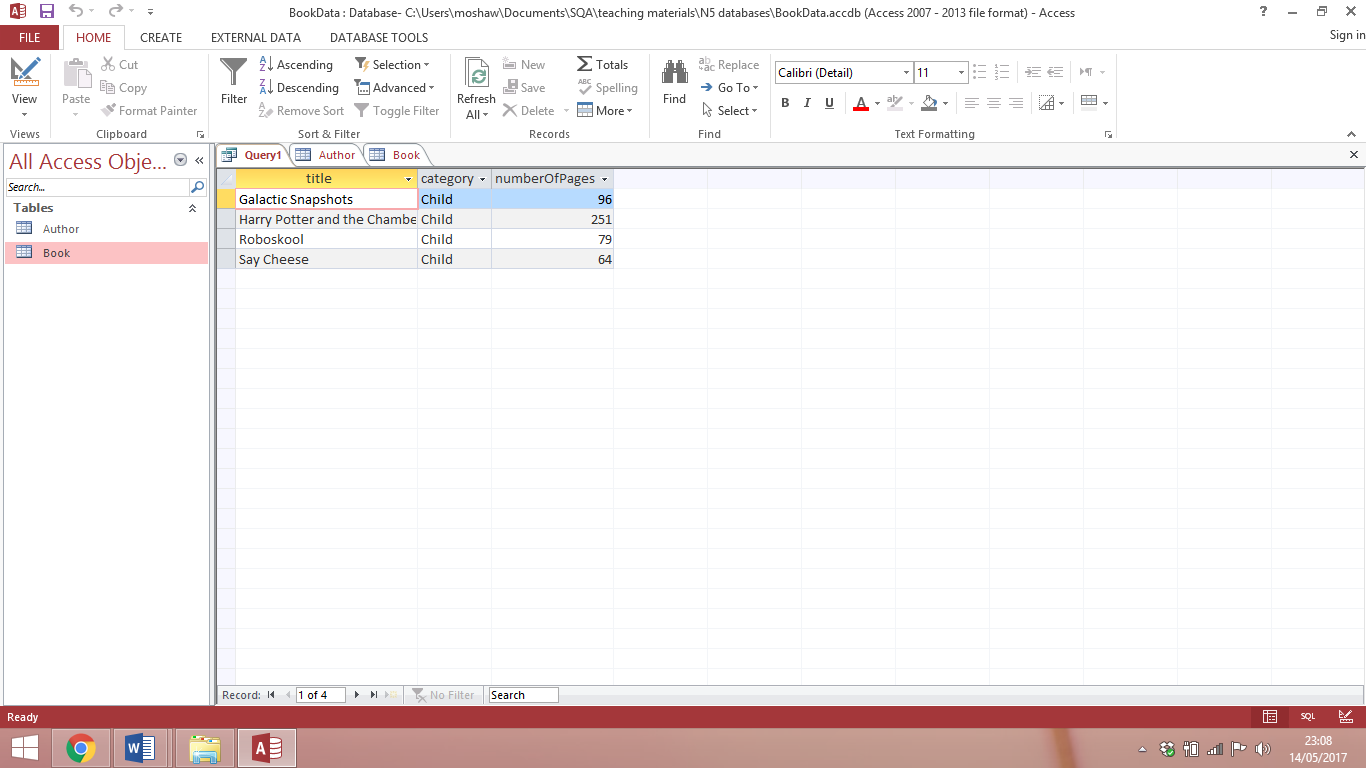 BookData : Database- C:\Users\moshaw\Documents\SQA\teaching materials\N5 databases\BookData.accdb (Access 2007 - 2013 file format) - Access
FILE HOME CREATE EXTERNAL DATA DATABASE TOOLS Sign in
View
Views
Paste
Cut
Copy
Format Painter
Clipboard
Filter
Ascending
Descending
Remove Sort
Selection
Advanced
Toggle Filter
Sort & Filter
Refresh
All
New
Save
Delete
Totals
Spelling
More
Records
Find
Replace
Go To
Select
Find
Calibri (Detail) 11
B I U A
Text Formatting
All Access Obje...
Search...
Tables
Author
Book
Query1 Author Book
title category numberOfPages
Galactic Snapshots Child 96
Harry Potter and the Chambe Child 251
Roboskool Child 79
Say Cheese Child 64
Record: 1 of 4 No Filter Search
Ready SQL
23:08
14/05/2017